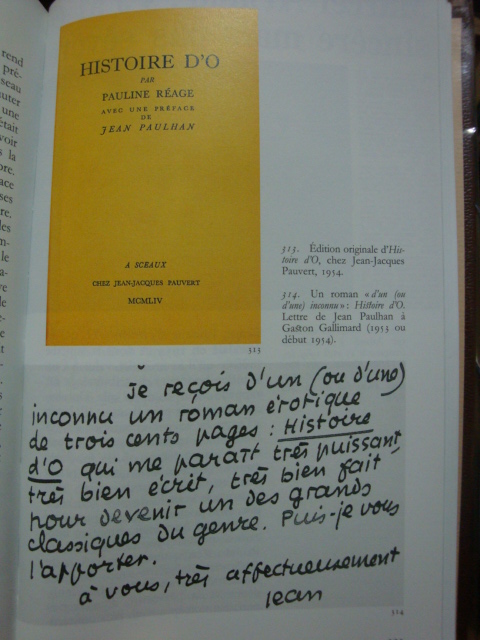 HISTOIRE D'O
PAR
PAULINE RÉAGE
AVEC UNE PRÉFACE
DE
JEAN PAULHAN
A SCEAUX
CHEZ JEAN-JACQUES PAUVERT
MCMLIV
313
313. Édition originale d'His-
toire d'O, chez Jean-Jacques
Pauvert, 1954.
314. Un roman « d'un (ou
d'une) inconnu » : Histoire d'O.
Lettre de Jean Paulhan à
Gaston Gallimard (1953 ou
début 1954).
Je reçois d'un (ou d'une)
inconnu un roman érotique
de trois cents pages : Histoire
d'O qui me paraît très puissant,
très bien écrit, très bien fait
pour devenir un des grands
classiques du genre. Puis-je vous
l'apporter.
à vous, très affectueusement
Jean
314